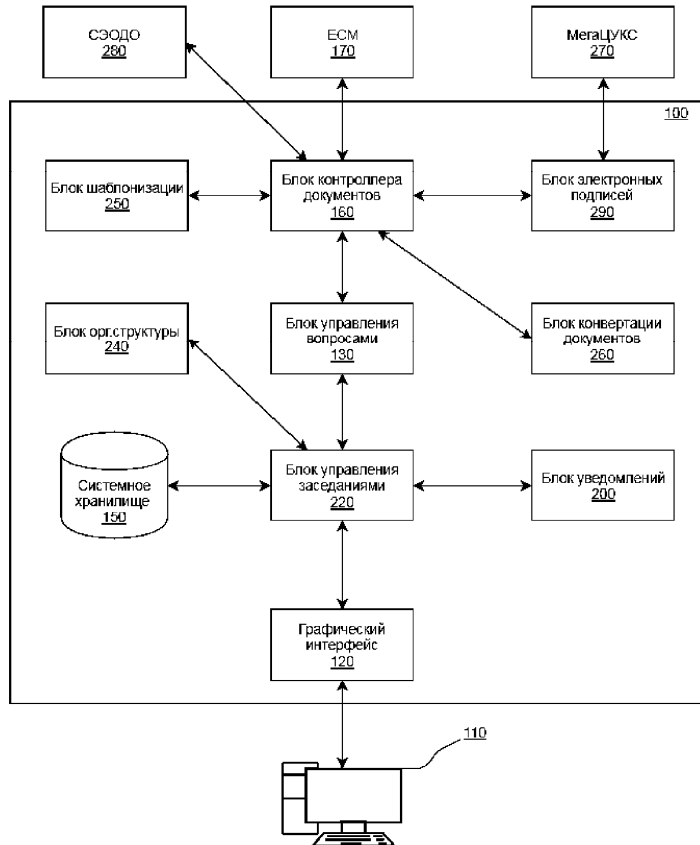 СЭОДО
280
ECM
170
МегаЦУКС
270
100
Блок шаблонизации
250
Блок контроллера
документов
160
Блок электронных
подписей
290
Блок орг.структуры
240
Блок управления
вопросами
130
Блок конвертации
документов
260
Системное
хранилище
150
Блок управления
заседаниями
220
Блок уведомлений
200
Графический
интерфейс
120
110